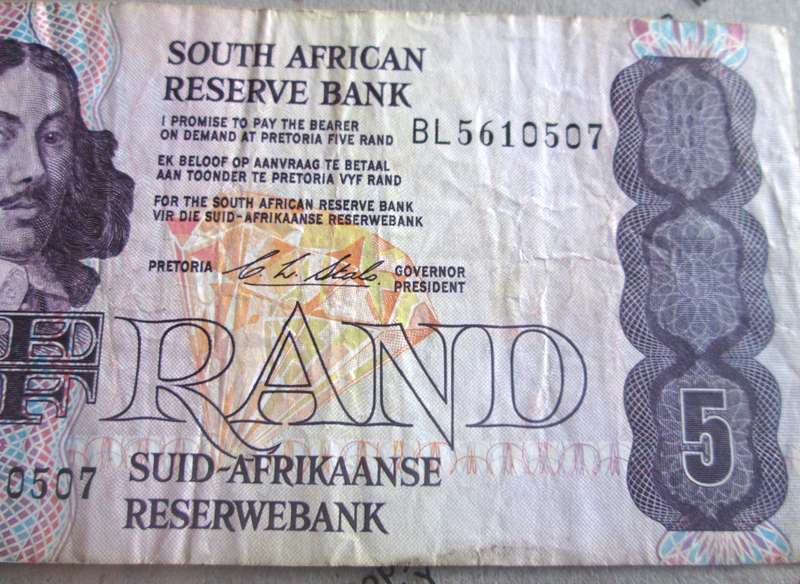 SOUTH AFRICAN
RESERVE BANK
I PROMISE TO PAY THE BEARER
ON DEMAND AT PRETORIA FIVE RAND
BL5610507
EK BELOOF OP AANVRAAG TE BETAAL
AAN TOONDER TE PRETORIA VYF RAND
FOR THE SOUTH AFRICAN RESERVE BANK
VIR DIE SUID-AFRIKAANSE RESERWEBANK
PRETORIA
GOVERNOR
PRESIDENT
RAND
5
0507
SUID-AFRIKAANSE
RESERWEBANK